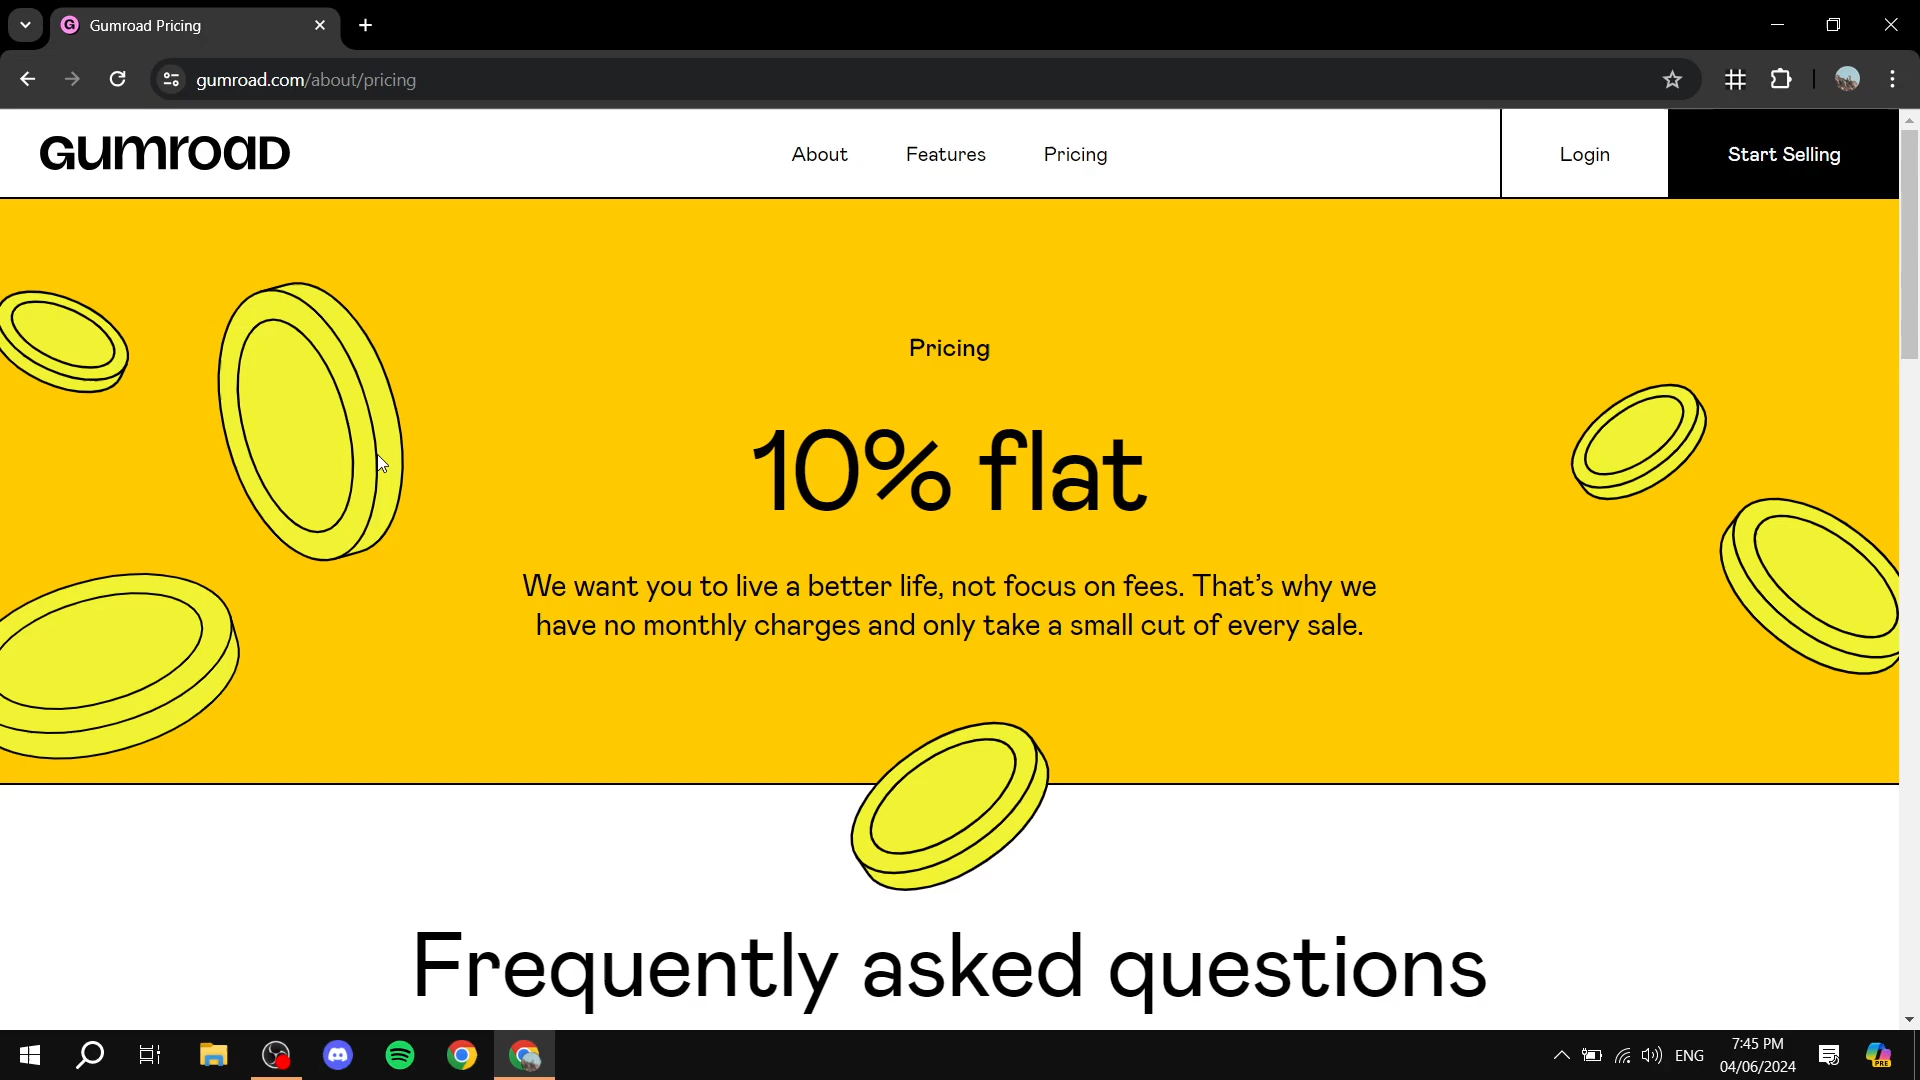 Gumroad Pricing
gumroad.com/about/pricing
GUMROAD
About
Features
Pricing
Login
Start Selling
Pricing
10% flat
We want you to live a better life, not focus on fees. That's why we
have no monthly charges and only take a small cut of every sale.
Frequently asked questions
ENG
7:45 PM
04/06/2024
PRE